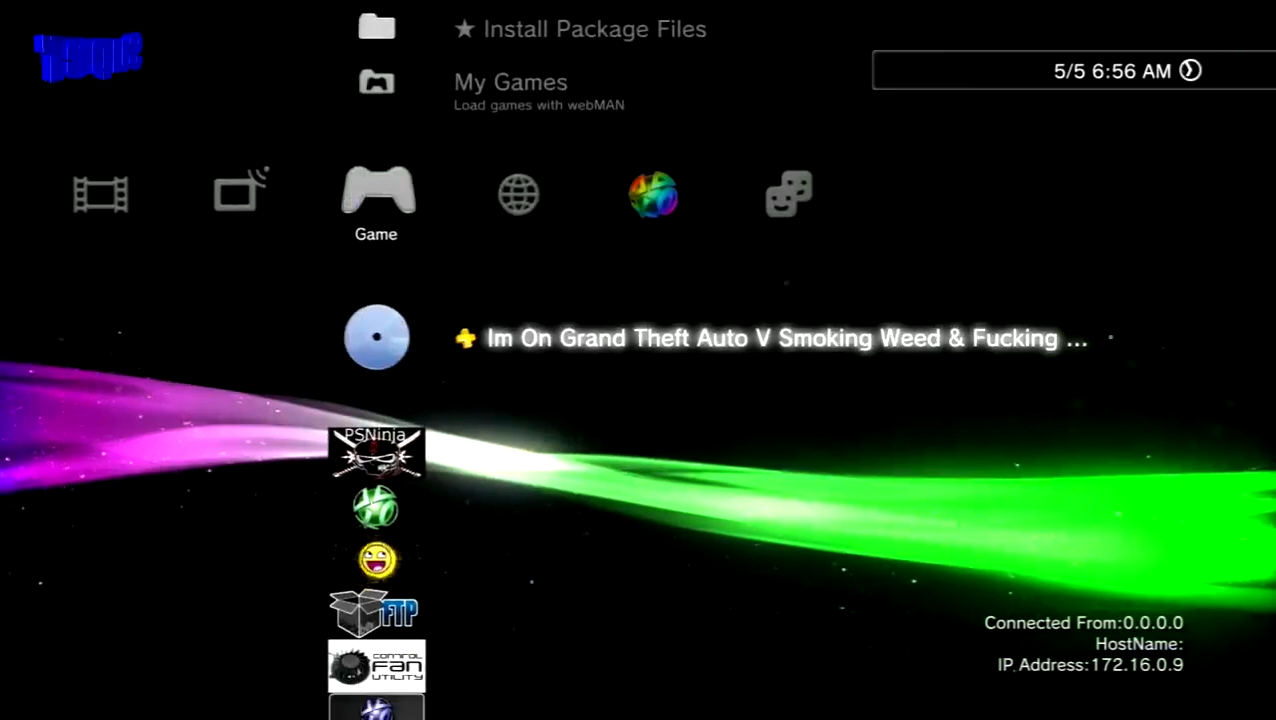 ★ Install Package Files
My Games
Load games with webMAN
5/5 6:56 AM
Game
Im On Grand Theft Auto V Smoking Weed & Fucking ...
PSNinja
FTP
CONTROL
FAN
UTILITY
Connected From:0.0.0.0
HostName:
IP Address:172.16.0.9